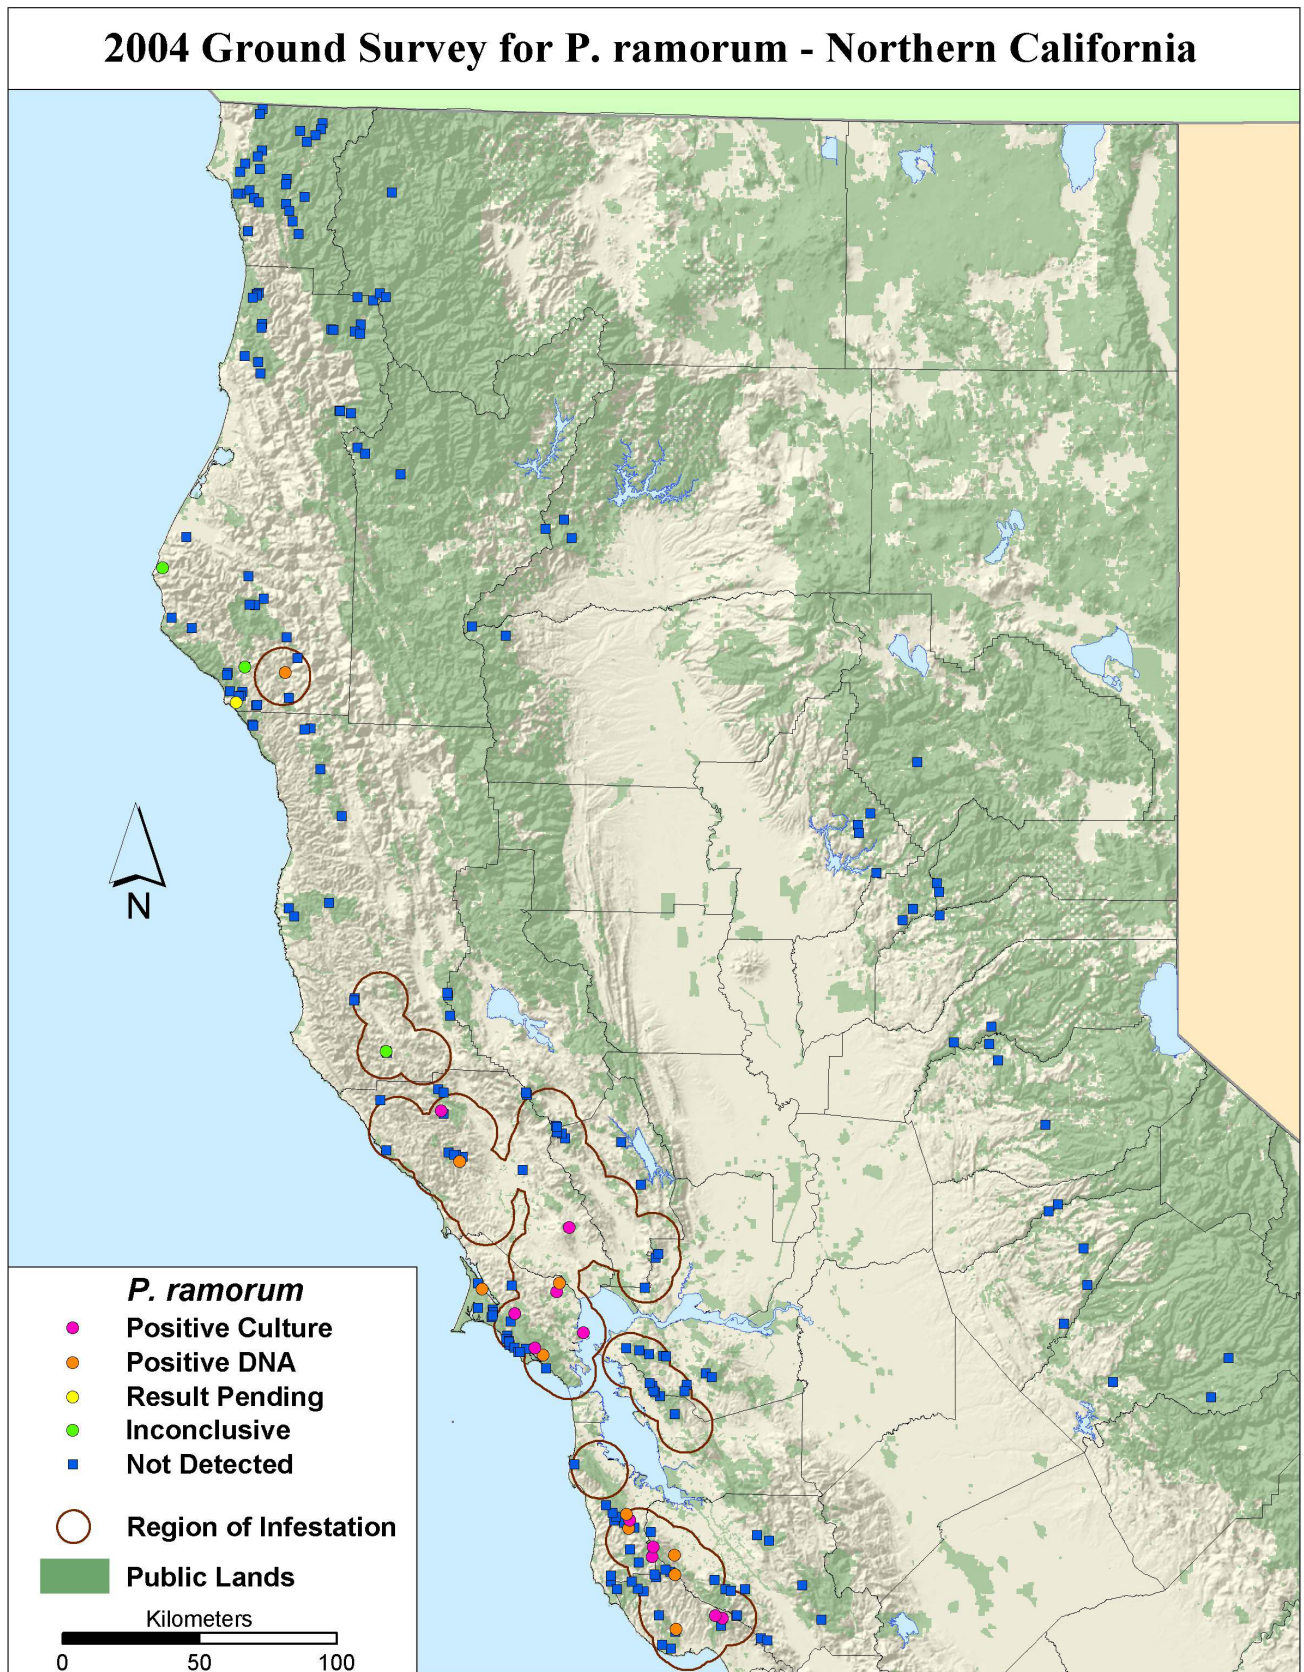 2004 Ground Survey for P. ramorum - Northern California
N
P. ramorum
Positive Culture
Positive DNA
Result Pending
Inconclusive
Not Detected
Region of Infestation
Public Lands
Kilometers
0 50 100